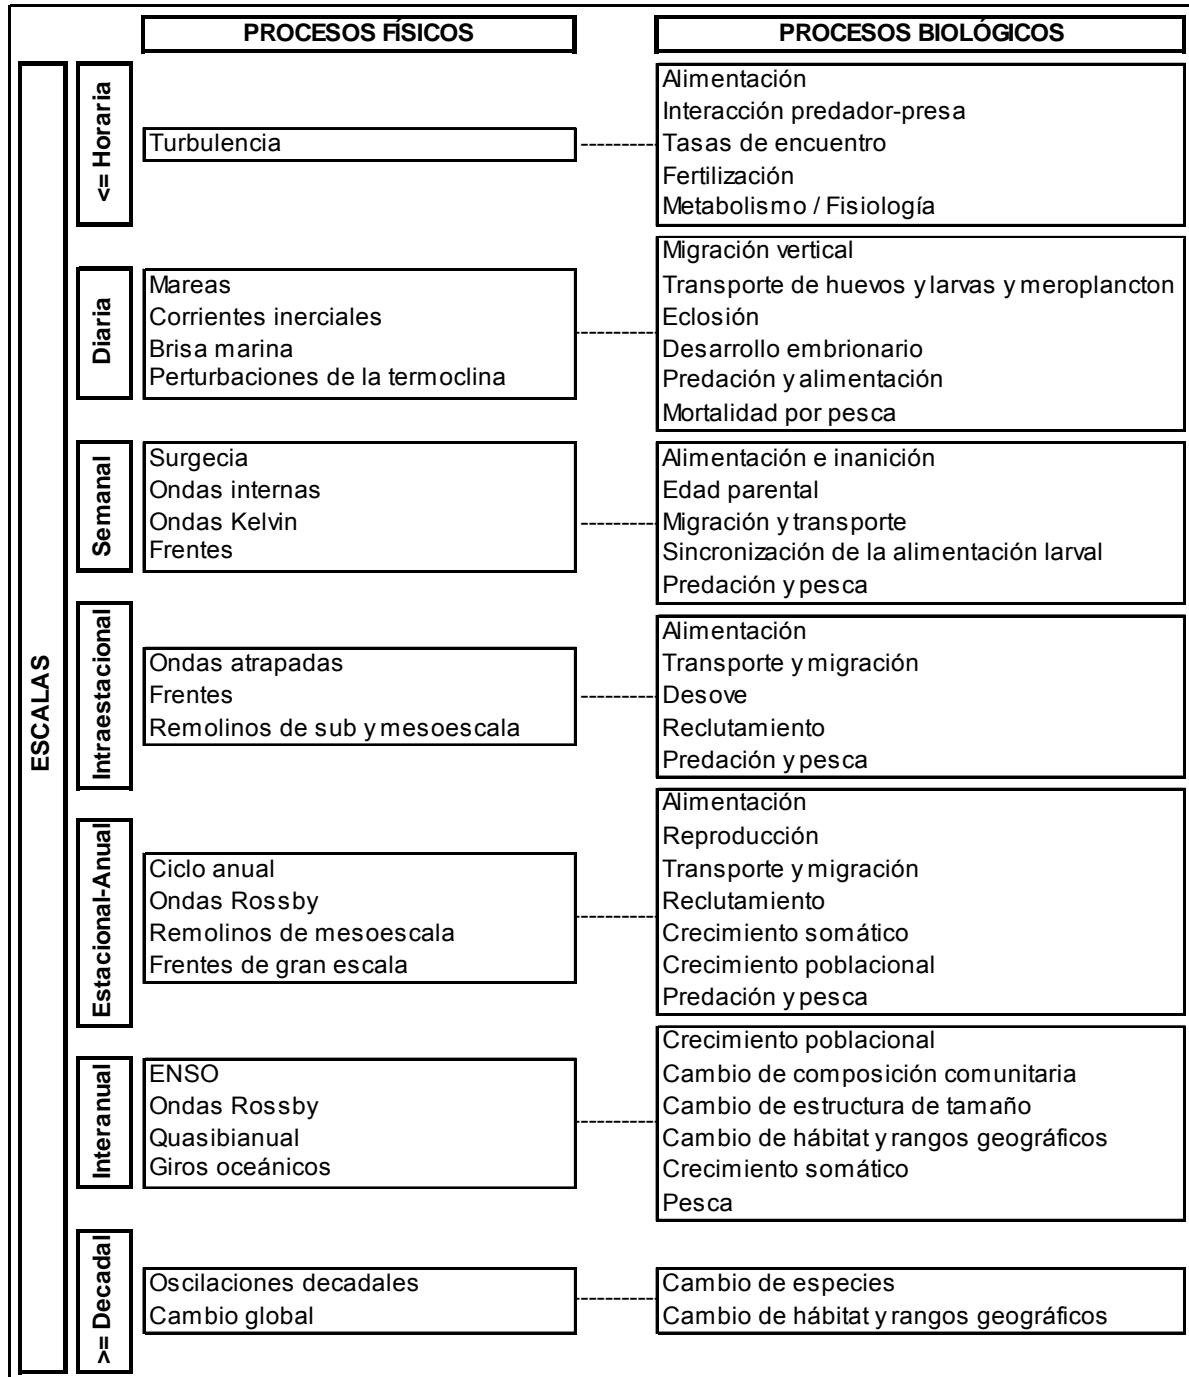 PROCESOS FÍSICOS
PROCESOS BIOLÓGICOS
ESCALAS
<= Horaria
Turbulencia
Alimentación
Interacción predador-presa
Tasas de encuentro
Fertilización
Metabolismo / Fisiología
Diaria
Mareas
Corrientes inerciales
Brisa marina
Perturbaciones de la termoclina
Migración vertical
Transporte de huevos y larvas y meroplancton
Eclosión
Desarrollo embrionario
Predación y alimentación
Mortalidad por pesca
Semanal
Surgecia
Ondas internas
Ondas Kelvin
Frentes
Alimentación e inanición
Edad parental
Migración y transporte
Sincronización de la alimentación larval
Predación y pesca
Intraestacional
Ondas atrapadas
Frentes
Remolinos de sub y mesoescala
Alimentación
Transporte y migración
Desove
Reclutamiento
Predación y pesca
Estacional-Anual
Ciclo anual
Ondas Rossby
Remolinos de mesoescala
Frentes de gran escala
Alimentación
Reproducción
Transporte y migración
Reclutamiento
Crecimiento somático
Crecimiento poblacional
Predación y pesca
Interanual
ENSO
Ondas Rossby
Quasibianual
Giros oceánicos
Crecimiento poblacional
Cambio de composición comunitaria
Cambio de estructura de tamaño
Cambio de hábitat y rangos geográficos
Crecimiento somático
Pesca
>= Decadal
Oscilaciones decadales
Cambio global
Cambio de especies
Cambio de hábitat y rangos geográficos